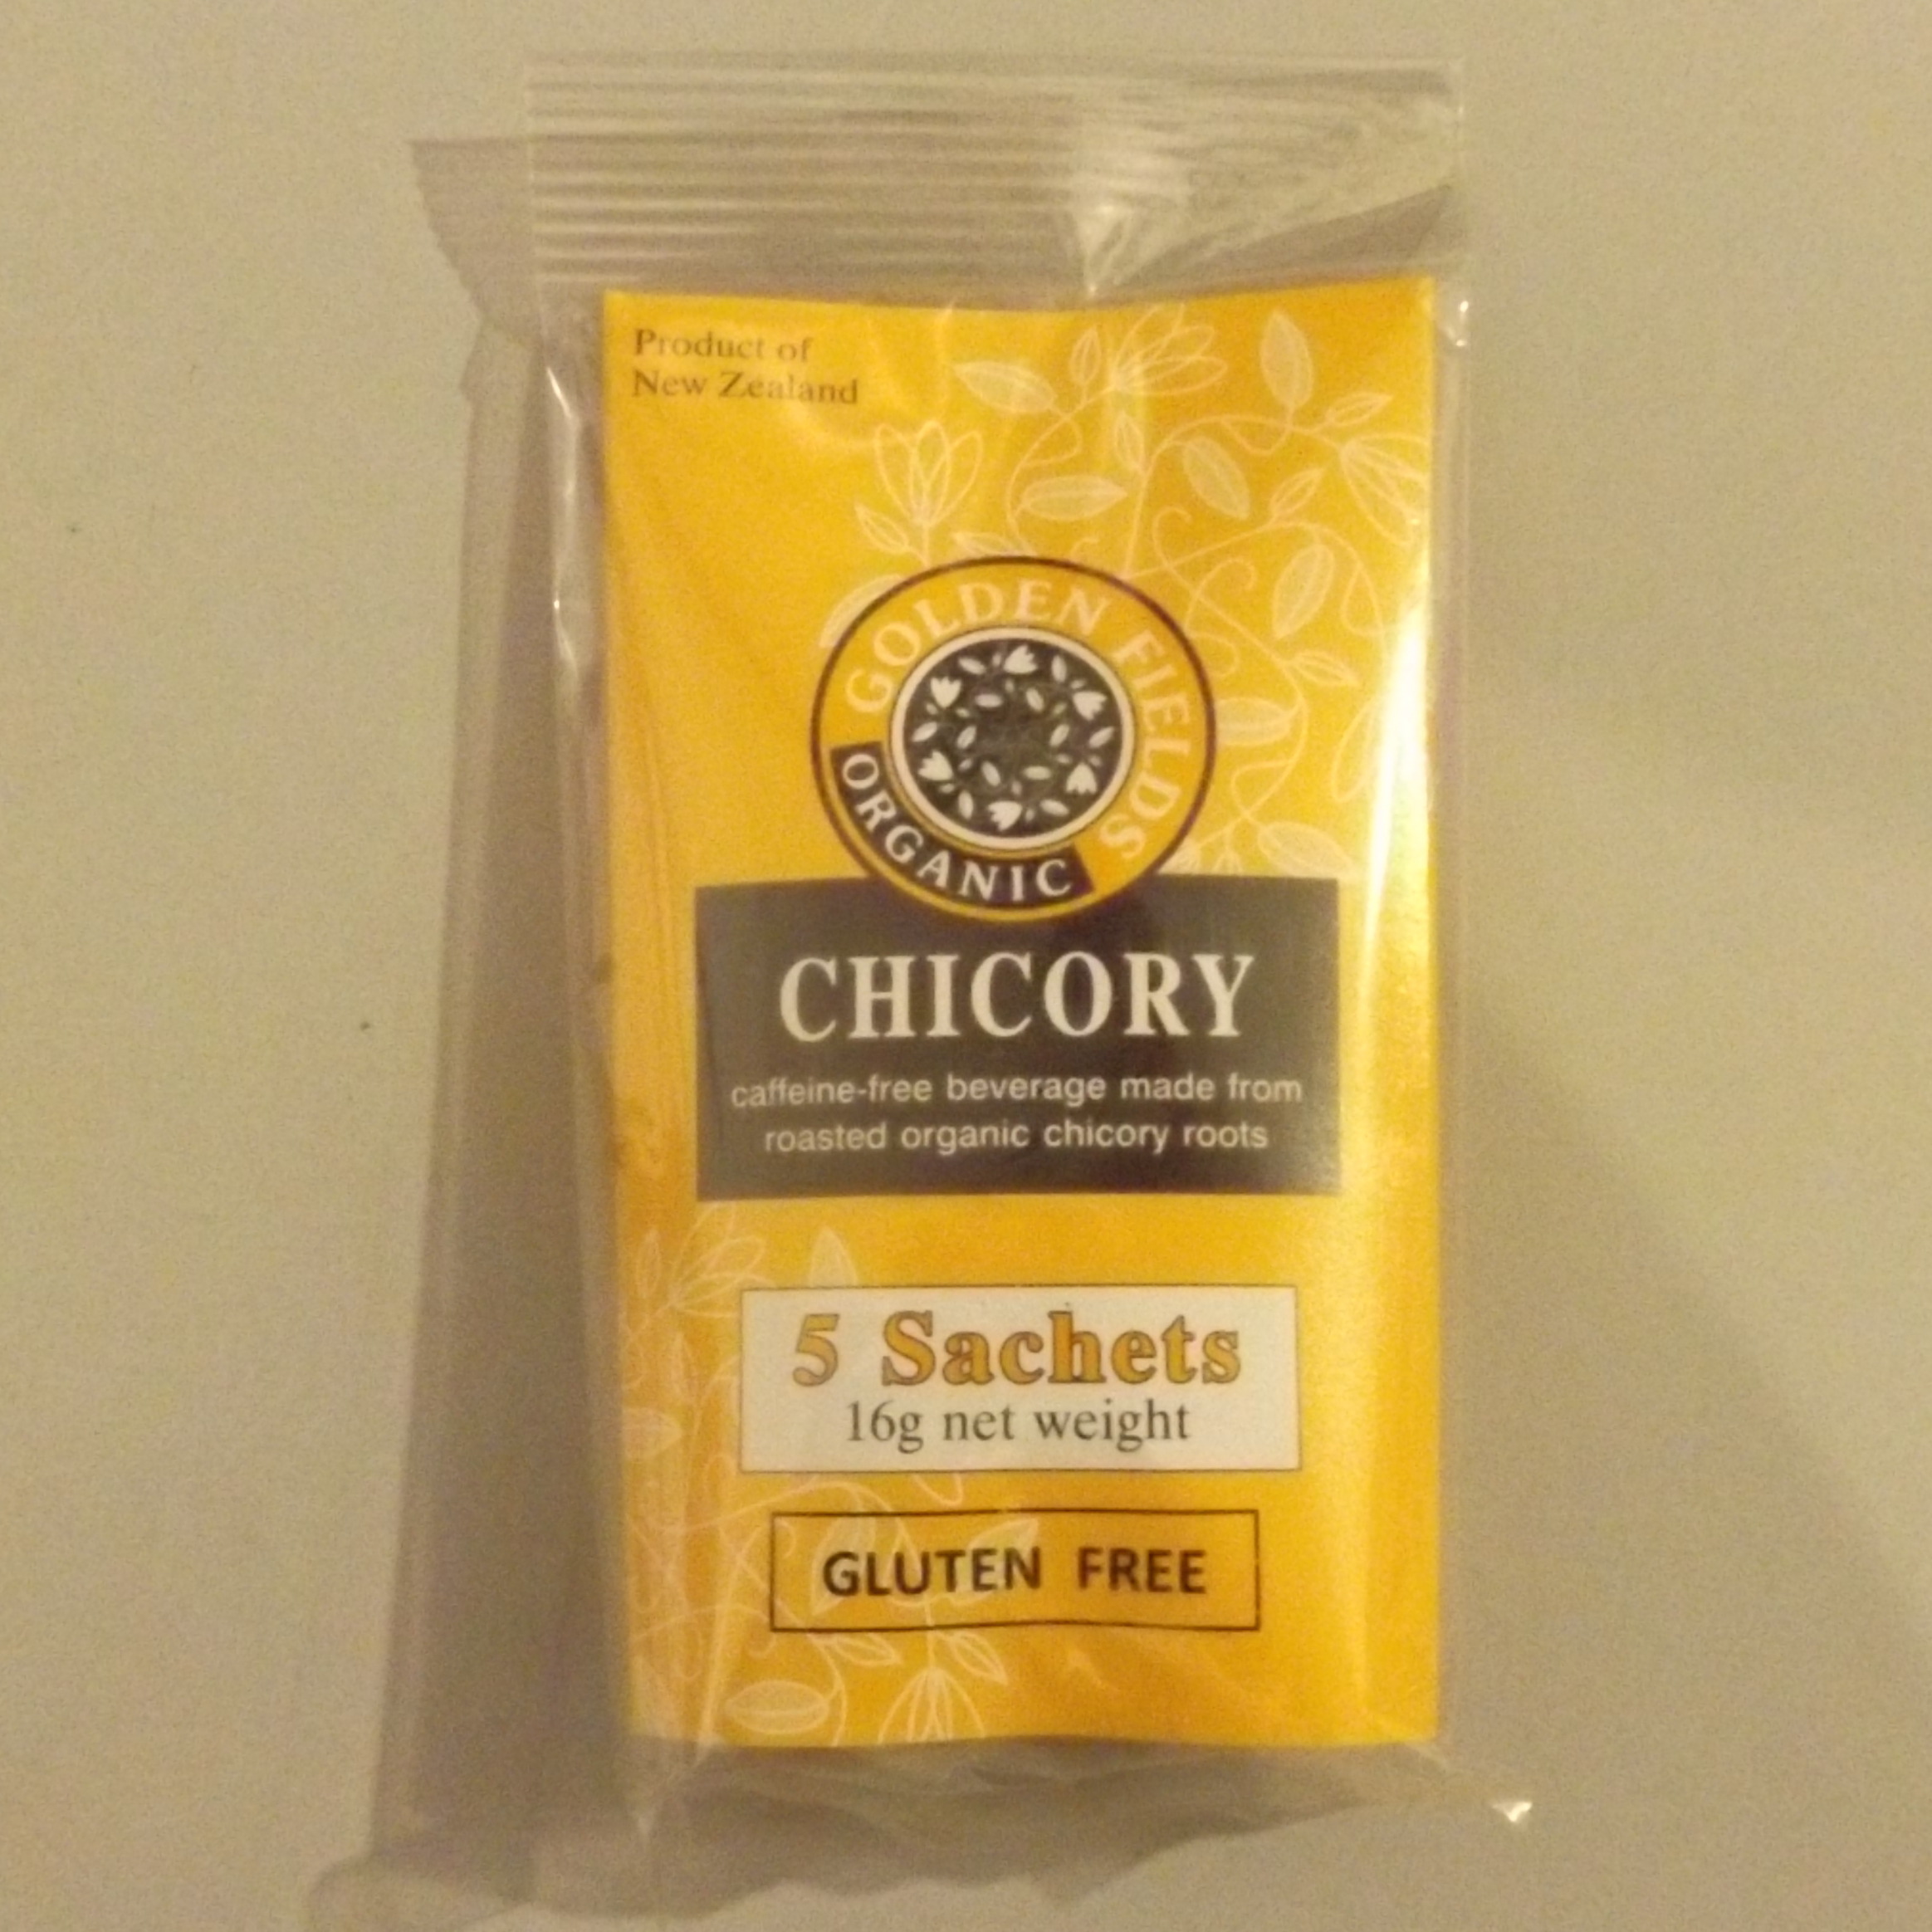 Product of
New Zealand
GOLDEN FIELDS
ORGANIC
CHICORY
caffeine-free beverage made from
roasted organic chicory roots
5 Sachets
16g net weight
GLUTEN FREE